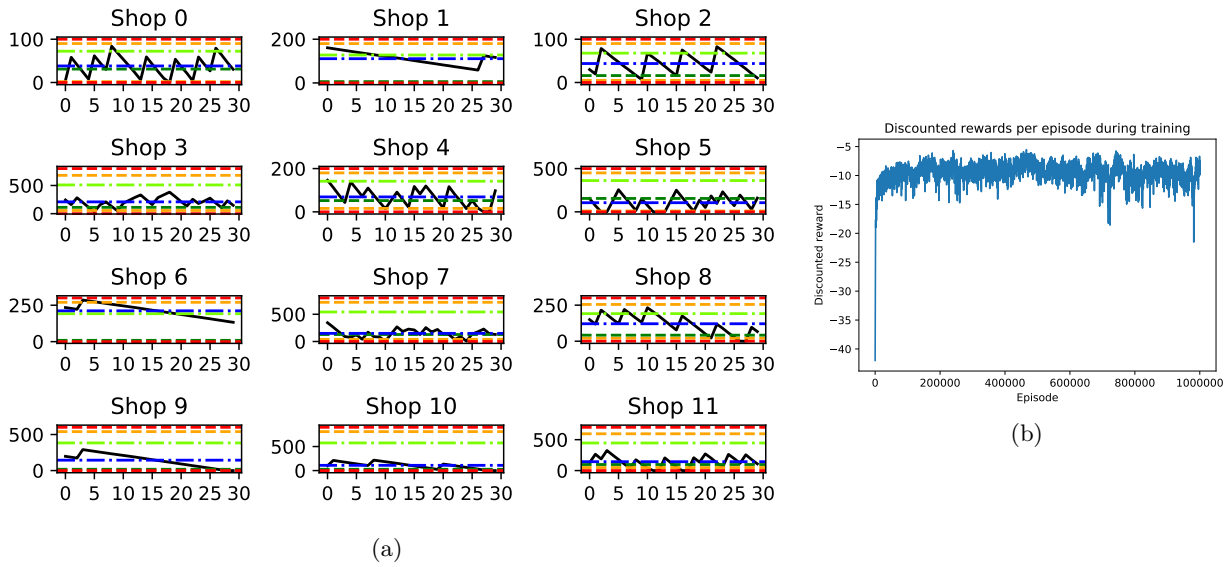 Shop 0
100
0
0 5 10 15 20 25 30
Shop 1
200
0
0 5 10 15 20 25 30
Shop 2
100
0
0 5 10 15 20 25 30
Shop 3
500
0
0 5 10 15 20 25 30
Shop 4
200
0
0 5 10 15 20 25 30
Shop 5
500
0
0 5 10 15 20 25 30
Shop 6
250
0
0 5 10 15 20 25 30
Shop 7
500
0
0 5 10 15 20 25 30
Shop 8
250
0
0 5 10 15 20 25 30
Shop 9
500
0
0 5 10 15 20 25 30
Shop 10
500
0
0 5 10 15 20 25 30
Shop 11
500
0
0 5 10 15 20 25 30
(a)
Discounted rewards per episode during training
Discounted reward
−5
−10
−15
−20
−25
−30
−35
−40
0 200000 400000 600000 800000 1000000
Episode
(b)